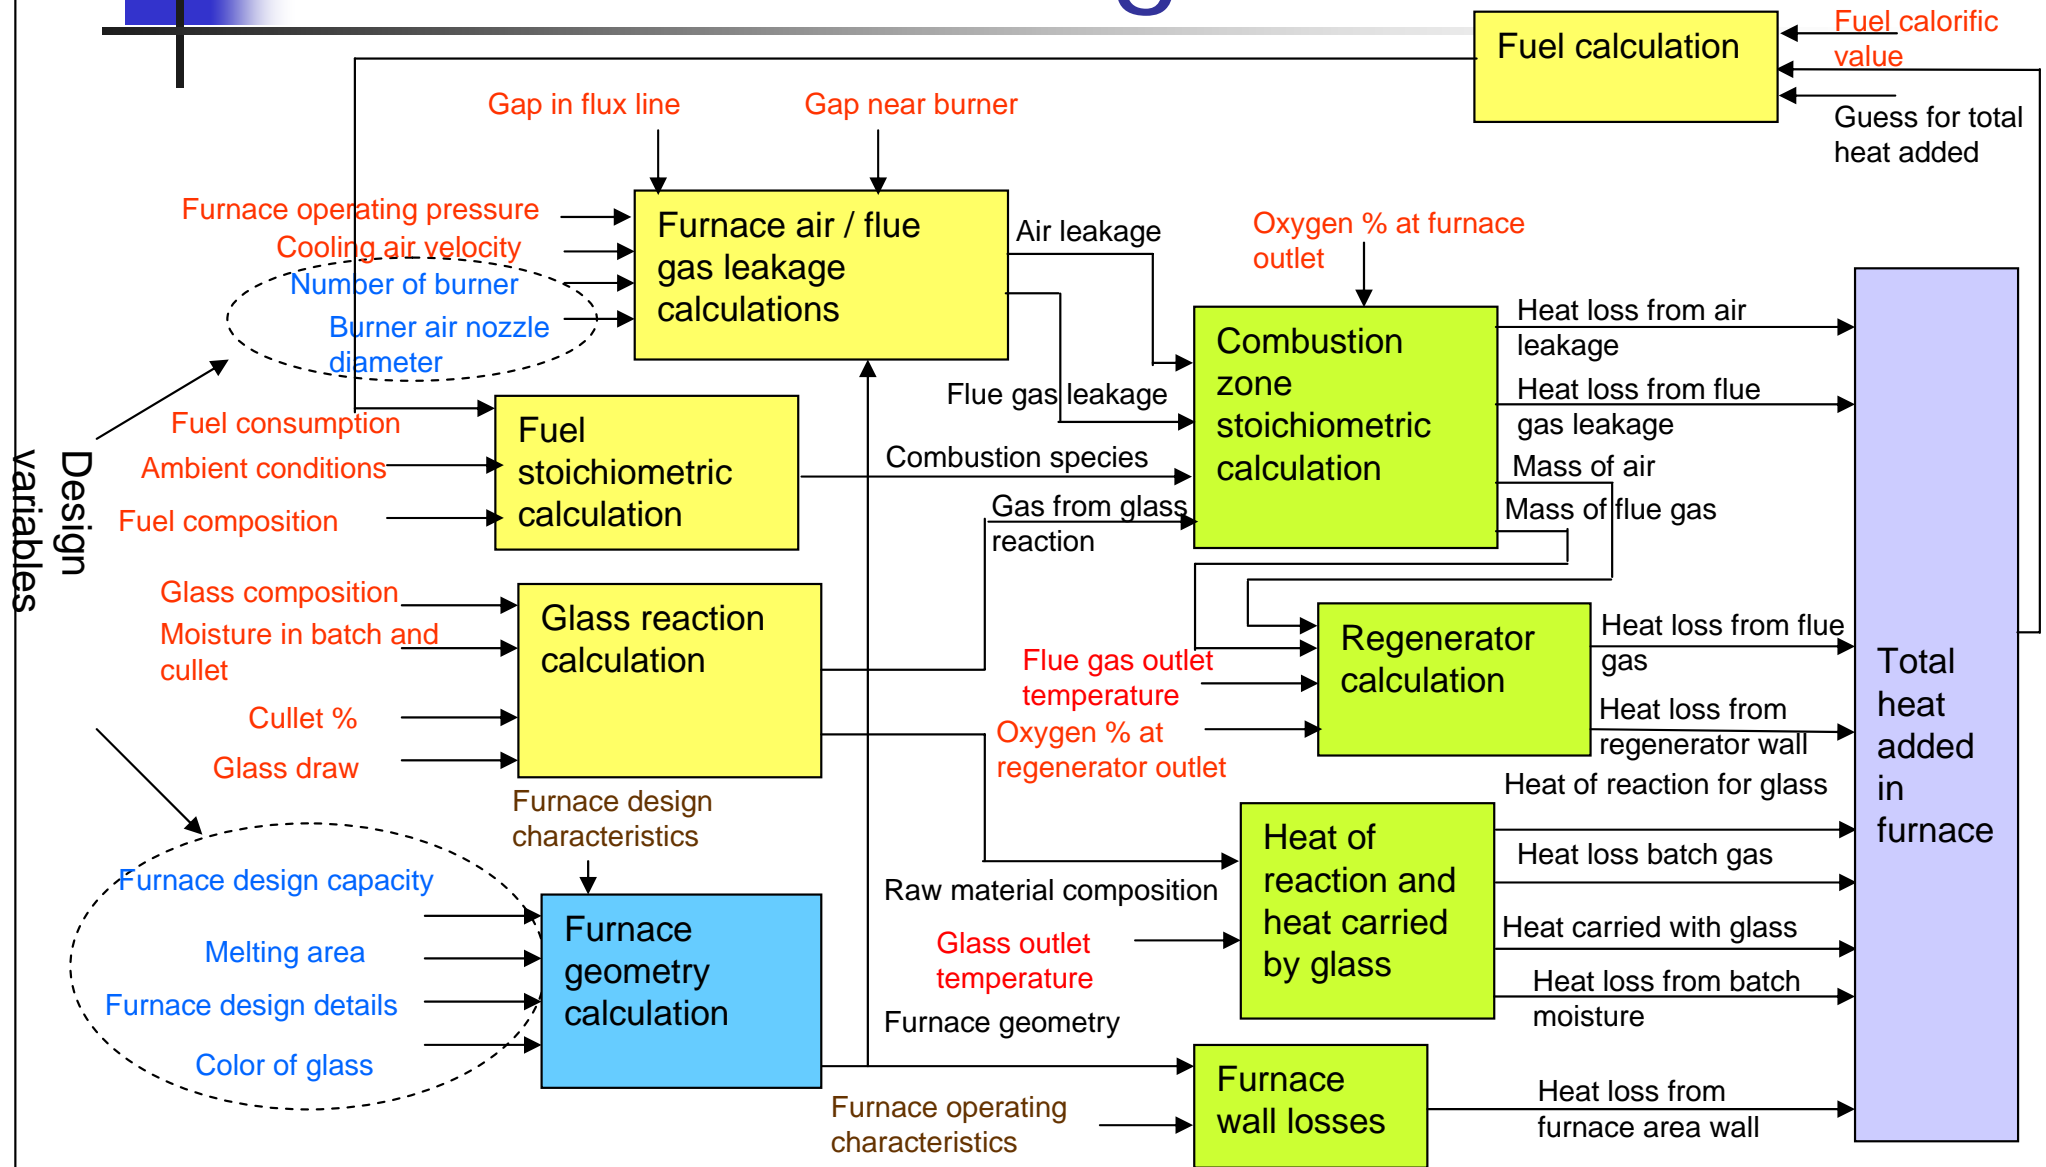 Fuel calculation
Fuel calorific
value
Guess for total
heat added
Gap in flux line
Gap near burner
Furnace operating pressure
Cooling air velocity
Number of burner
Burner air nozzle
diameter
Furnace air / flue
gas leakage
calculations
Air leakage
Flue gas leakage
Oxygen % at furnace
outlet
Combustion
zone
stoichiometric
calculation
Heat loss from air
leakage
Heat loss from flue
gas leakage
Mass of air
Mass of flue gas
Design
variables
Fuel consumption
Ambient conditions
Fuel composition
Fuel
stoichiometric
calculation
Combustion species
Gas from glass
reaction
Glass composition
Moisture in batch and
cullet
Cullet %
Glass draw
Glass reaction
calculation
Flue gas outlet
temperature
Oxygen % at
regenerator outlet
Regenerator
calculation
Heat loss from flue
gas
Heat loss from
regenerator wall
Total
heat
added
in
furnace
Furnace design
characteristics
Furnace design capacity
Melting area
Furnace design details
Color of glass
Furnace
geometry
calculation
Raw material composition
Glass outlet
temperature
Furnace geometry
Heat of
reaction and
heat carried
by glass
Heat of reaction for glass
Heat loss batch gas
Heat carried with glass
Heat loss from batch
moisture
Furnace operating
characteristics
Furnace
wall losses
Heat loss from
furnace area wall